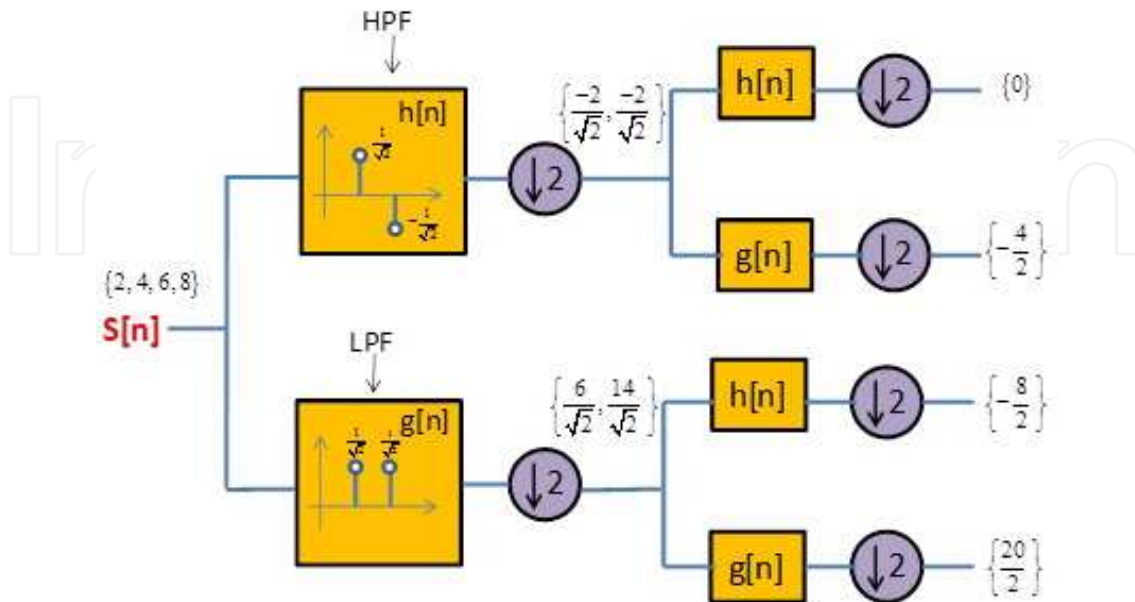 HPF
h[n]
1/√2
-1/√2
↓2
{-2/√2, -2/√2}
h[n]
↓2
{0}
g[n]
↓2
{-4/2}
{2, 4, 6, 8}
S[n]
LPF
g[n]
1/√2 1/√2
↓2
{6/√2, 14/√2}
h[n]
↓2
{-8/2}
g[n]
↓2
{20/2}